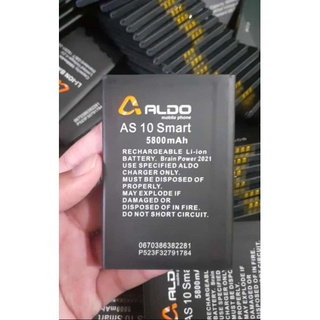 ALDO
mobile phone
AS 10 Smart
5800mAh
RECHARGEABLE Li-ion
BATTERY. Brain Power 2021
USE SPECIFIED ALDO
CHARGER ONLY.
MUST BE DISPOSED OF
PROPERLY.
MAY EXPLODE IF
DAMAGED OR
DISPOSED OF IN FIRE.
DO NOT SHORT CIRCUIT.
0670386382281
P523F32791784